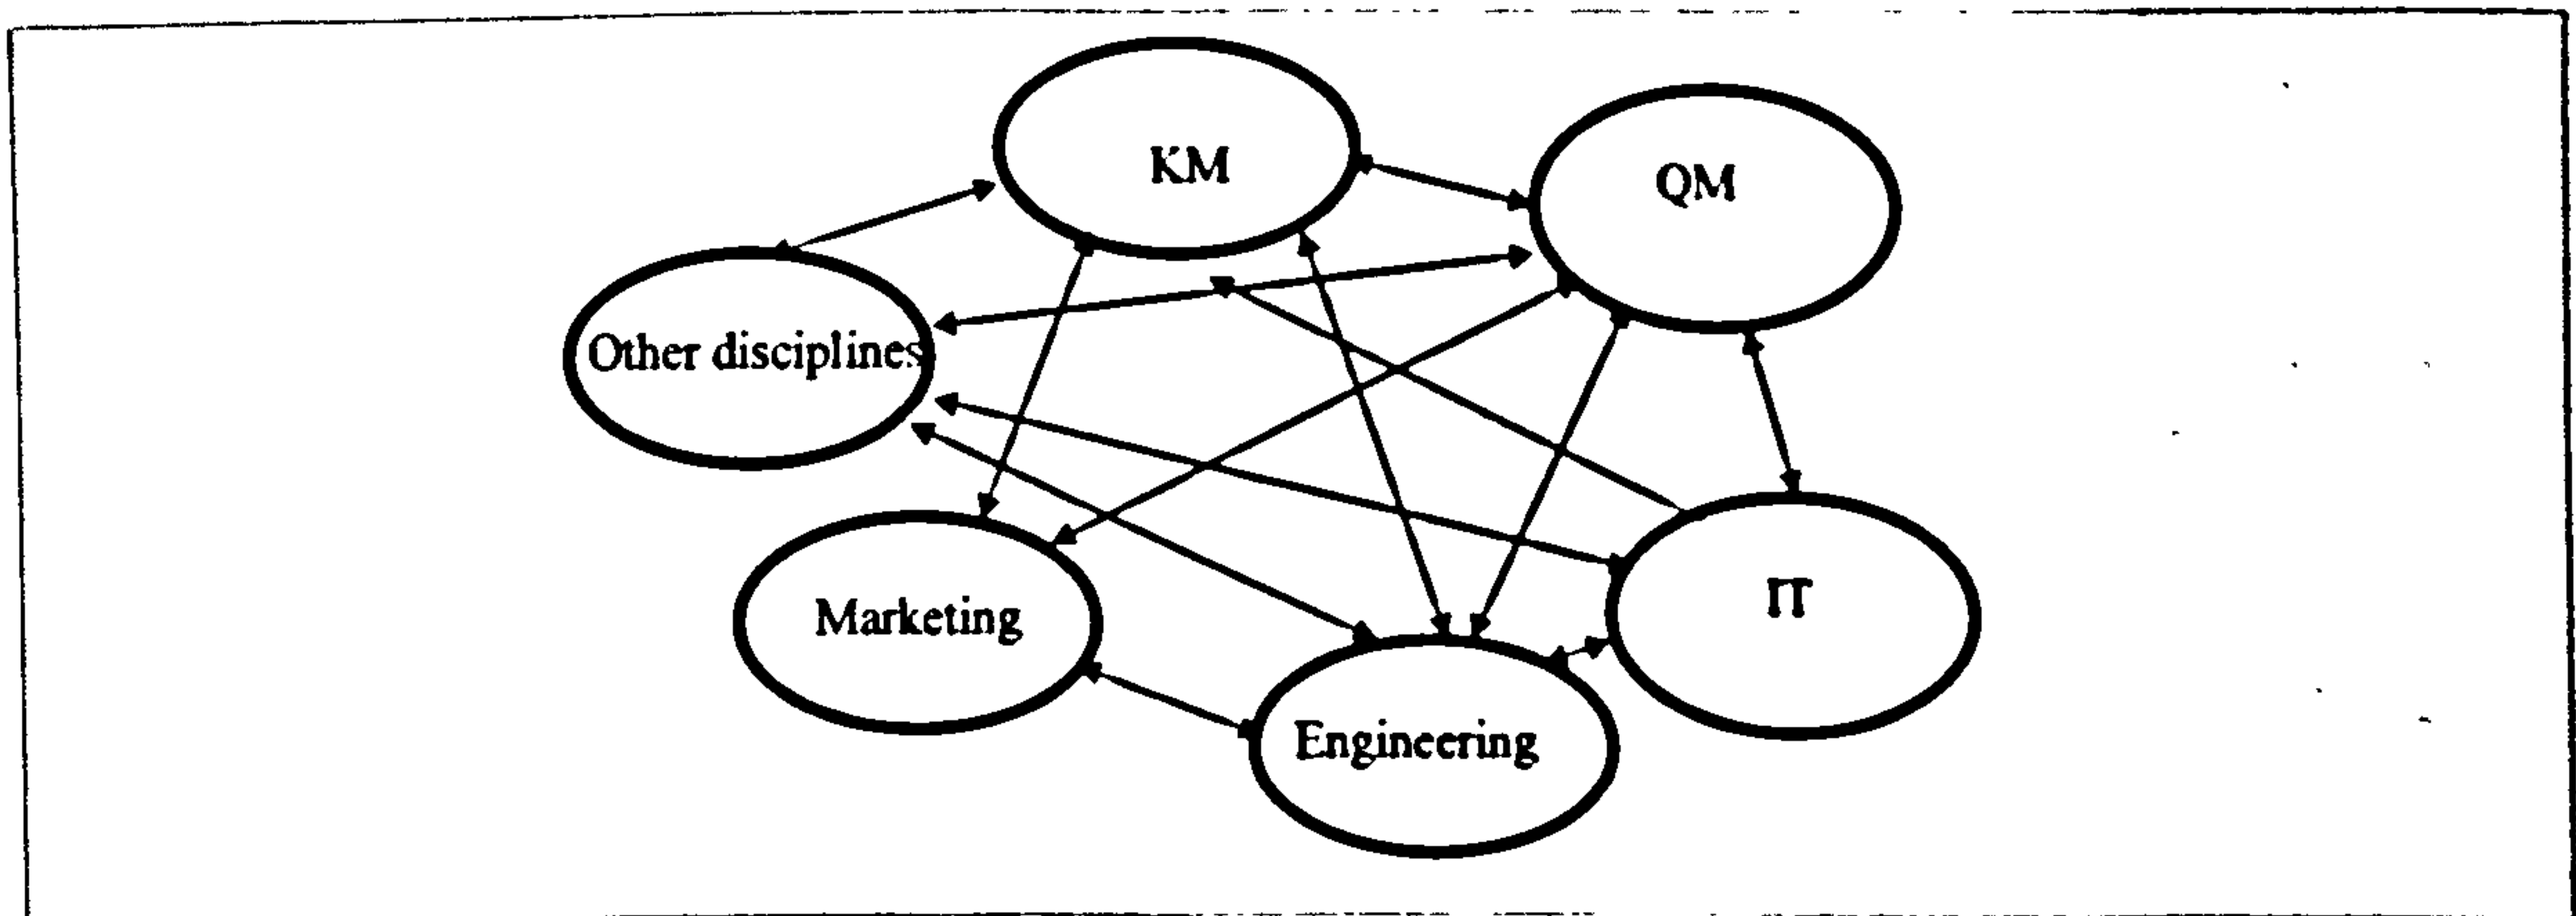 KM
QM
Other disciplines
IT
Marketing
Engineering